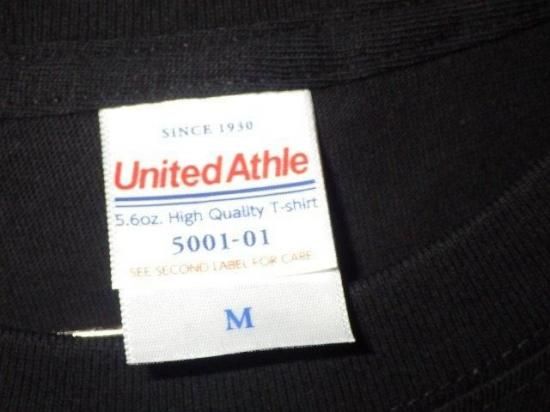 SINCE 1930
United Athle
5.6oz. High Quality T-shirt
5001-01
SEE SECOND LABEL FOR CARE
M